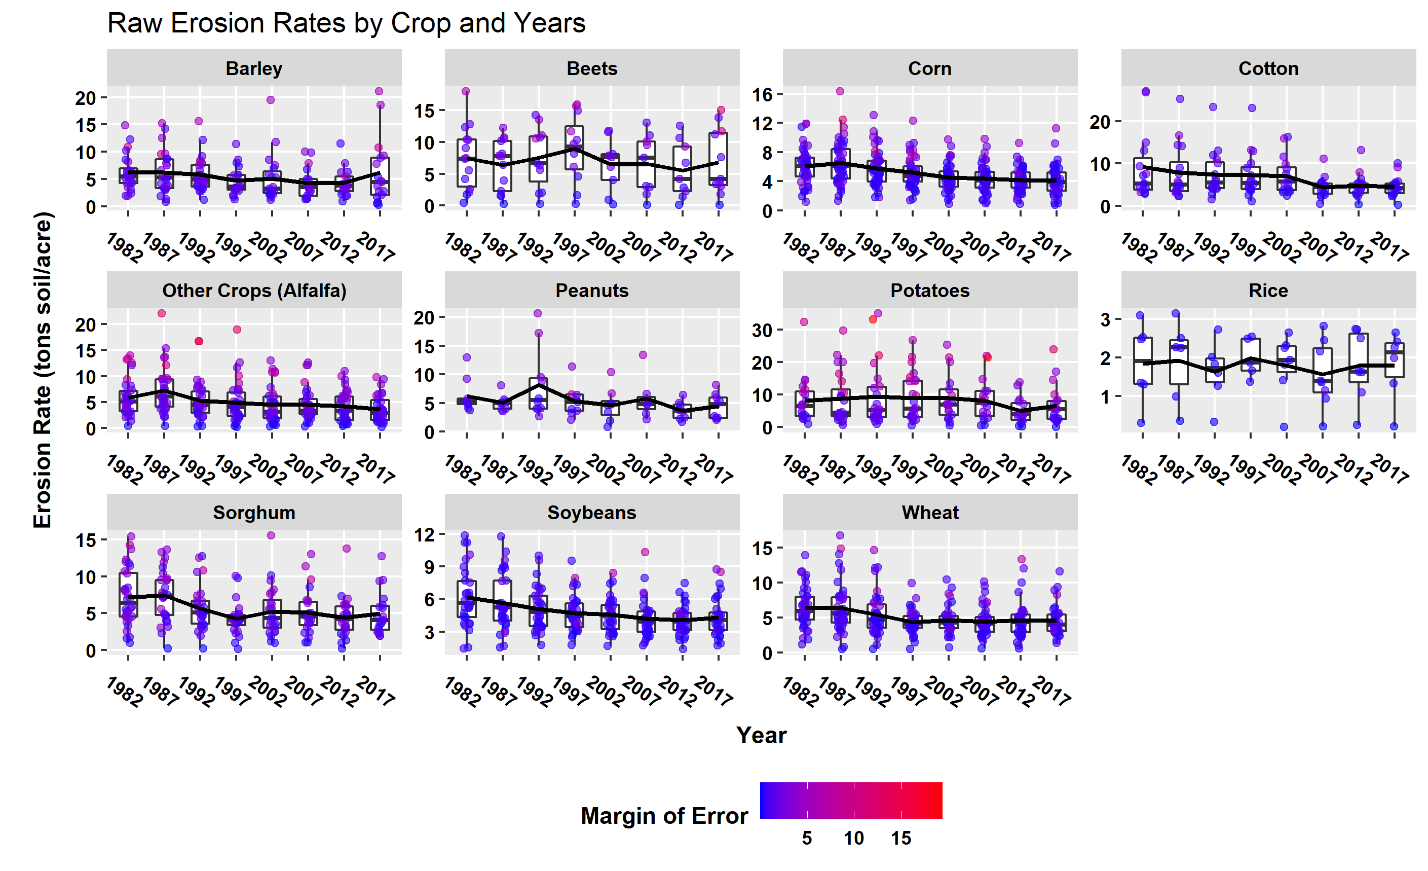 Raw Erosion Rates by Crop and Years
Barley Beets Corn Cotton
20
15
10
5
0
15
10
5
0
16
12
8
4
0
20
10
0
1982 1987 1992 1997 2002 2007 2012 2017
1982 1987 1992 1997 2002 2007 2012 2017
1982 1987 1992 1997 2002 2007 2012 2017
1982 1987 1992 1997 2002 2007 2012 2017
Other Crops (Alfalfa) Peanuts Potatoes Rice
20
15
10
5
0
20
15
10
5
0
30
20
10
0
3
2
1
1982 1987 1992 1997 2002 2007 2012 2017
1982 1987 1992 1997 2002 2007 2012 2017
1982 1987 1992 1997 2002 2007 2012 2017
1982 1987 1992 1997 2002 2007 2012 2017
Sorghum Soybeans Wheat
15
10
5
0
12
9
6
3
15
10
5
0
1982 1987 1992 1997 2002 2007 2012 2017
1982 1987 1992 1997 2002 2007 2012 2017
1982 1987 1992 1997 2002 2007 2012 2017
Erosion Rate (tons soil/acre)
Year
Margin of Error
5 10 15